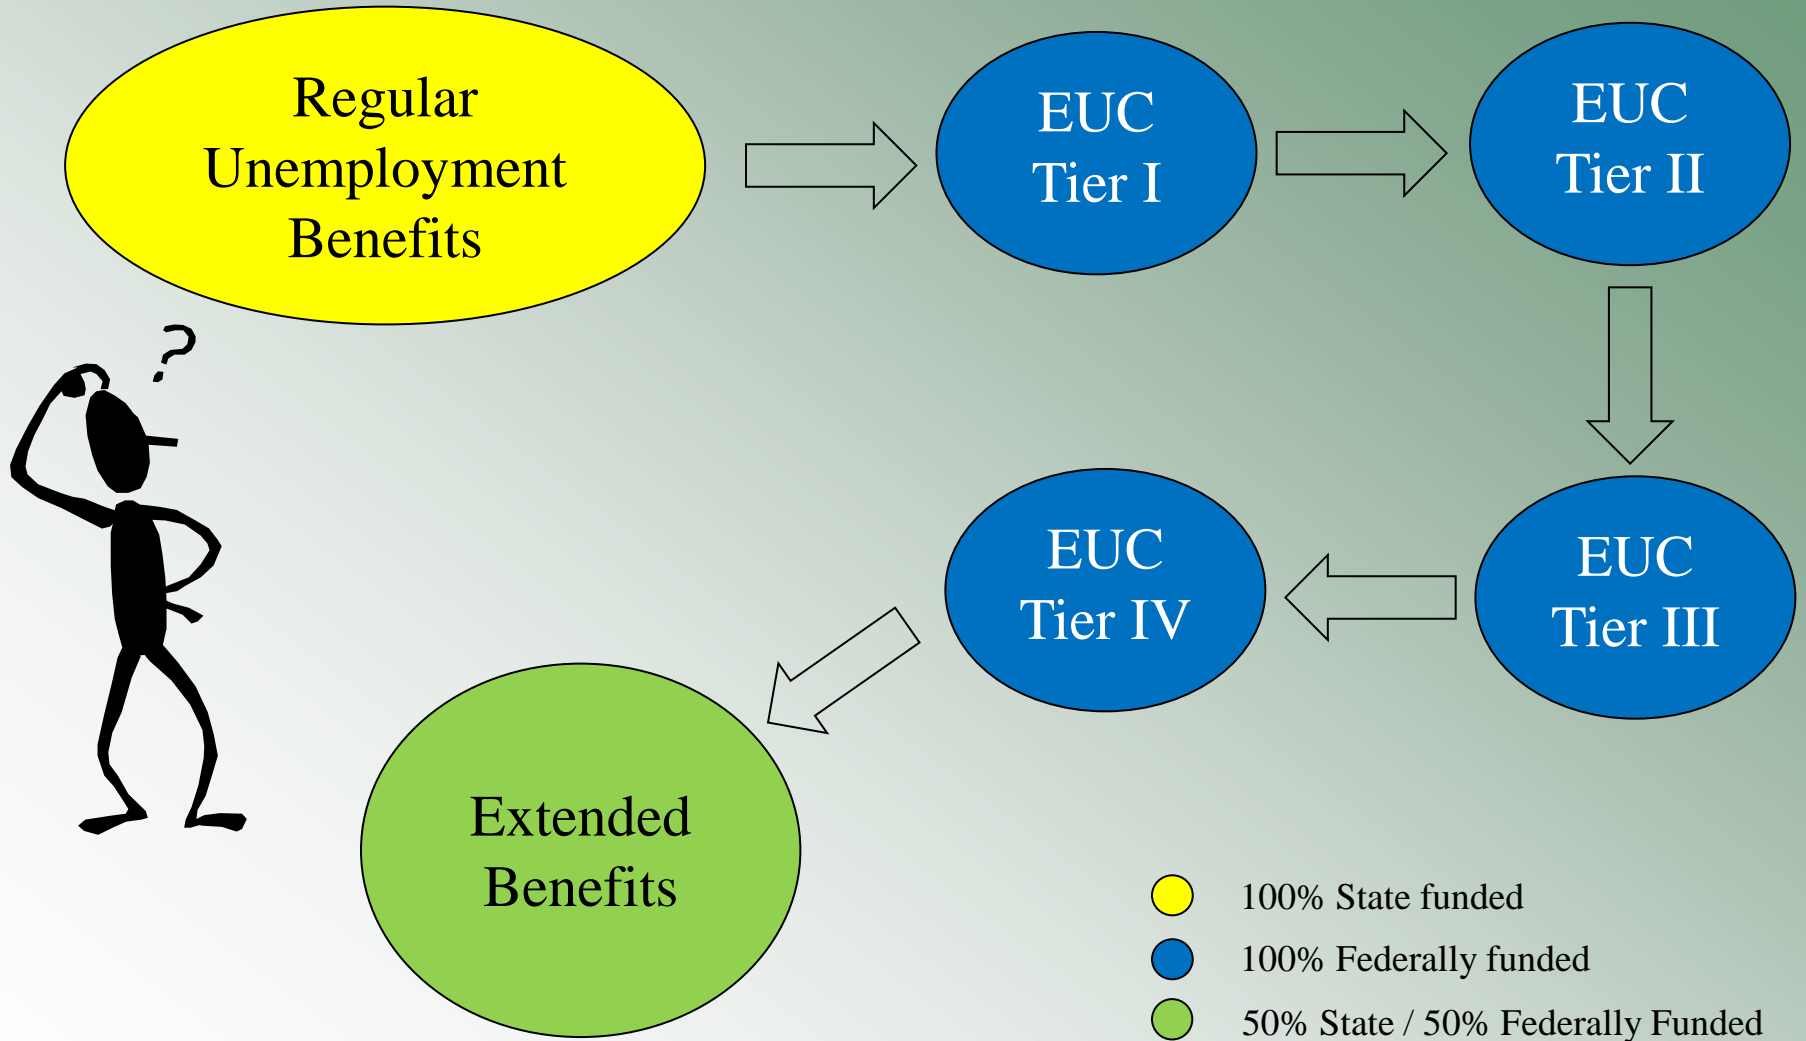 Regular
Unemployment
Benefits
EUC
Tier I
EUC
Tier II
?
EUC
Tier IV
EUC
Tier III
Extended
Benefits
100% State funded
100% Federally funded
50% State / 50% Federally Funded